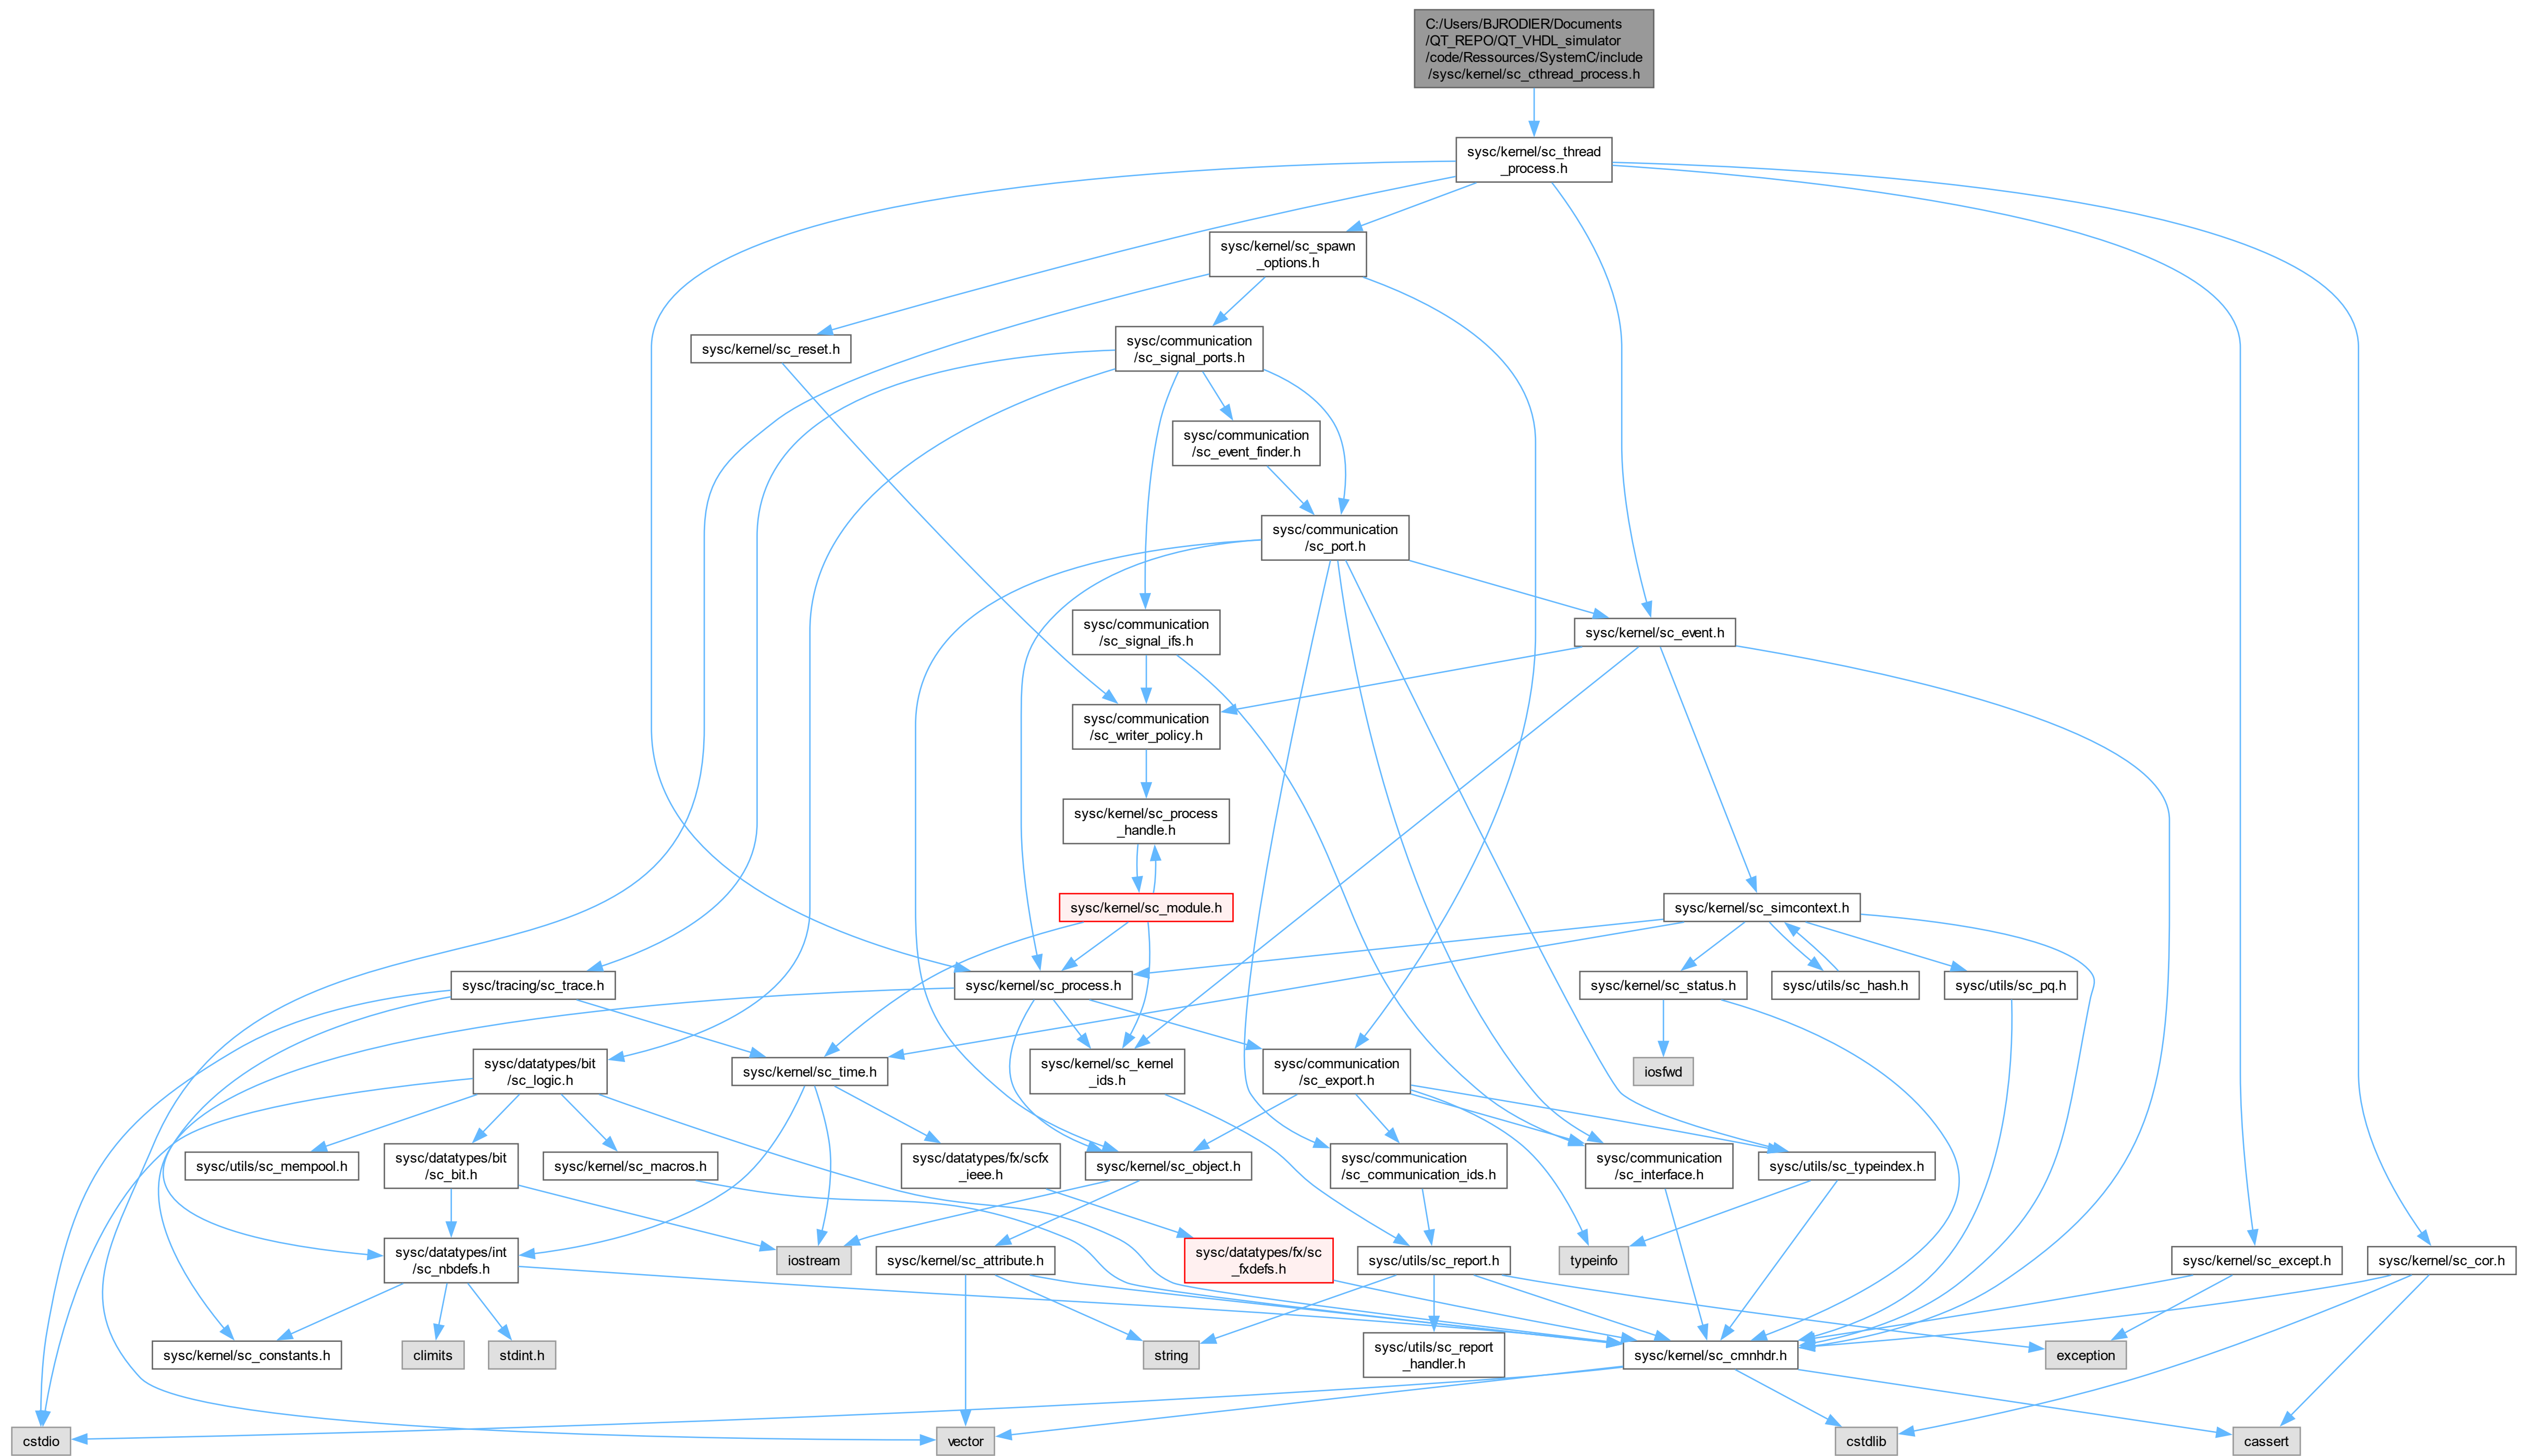 C:/Users/BJRODIER/Documents
/QT_REPO/QT_VHDL_simulator
/code/Ressources/SystemC/include
/sysc/kernel/sc_cthread_process.h
sysc/kernel/sc_thread
_process.h
sysc/kernel/sc_spawn
_options.h
sysc/kernel/sc_reset.h
sysc/communication
/sc_signal_ports.h
sysc/communication
/sc_event_finder.h
sysc/communication
/sc_port.h
sysc/communication
/sc_signal_ifs.h
sysc/kernel/sc_event.h
sysc/communication
/sc_writer_policy.h
sysc/kernel/sc_process
_handle.h
sysc/kernel/sc_module.h
sysc/kernel/sc_simcontext.h
sysc/tracing/sc_trace.h
sysc/kernel/sc_process.h
sysc/kernel/sc_status.h
sysc/utils/sc_hash.h
sysc/utils/sc_pq.h
sysc/datatypes/bit
/sc_logic.h
sysc/kernel/sc_time.h
sysc/kernel/sc_kernel
_ids.h
sysc/communication
/sc_export.h
iosfwd
sysc/utils/sc_mempool.h
sysc/datatypes/bit
/sc_bit.h
sysc/kernel/sc_macros.h
sysc/datatypes/fx/scfx
_ieee.h
sysc/kernel/sc_object.h
sysc/communication
/sc_communication_ids.h
sysc/communication
/sc_interface.h
sysc/utils/sc_typeindex.h
sysc/datatypes/int
/sc_nbdefs.h
iostream
sysc/kernel/sc_attribute.h
sysc/datatypes/fx/sc
_fxdefs.h
sysc/utils/sc_report.h
typeinfo
sysc/kernel/sc_except.h
sysc/kernel/sc_cor.h
sysc/kernel/sc_constants.h
climits
stdint.h
string
sysc/utils/sc_report
_handler.h
sysc/kernel/sc_cmnhdr.h
exception
cstdio
vector
cstdlib
cassert